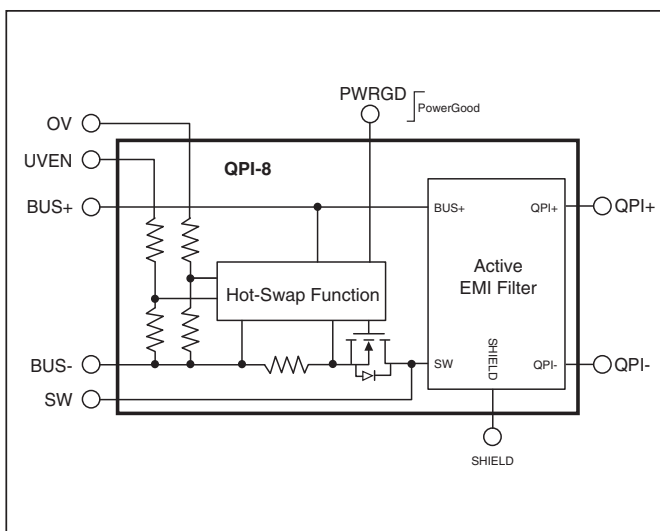 PWRGD
PowerGood
OV
UVEN
QPI-8
BUS+
BUS+
QPI+
QPI+
Active
EMI Filter
Hot-Swap Function
SHIELD
BUS-
SW
QPI-
QPI-
SW
SHIELD